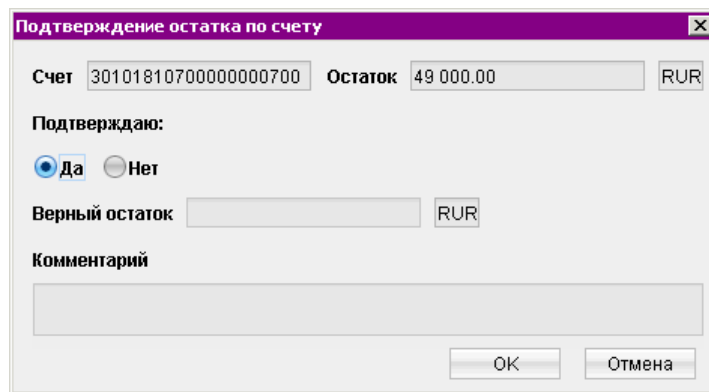 Подтверждение остатка по счету
Счет 30101810700000000700 Остаток 49 000.00 RUR
Подтверждаю:
Да Нет
Верный остаток RUR
Комментарий
OK Отмена